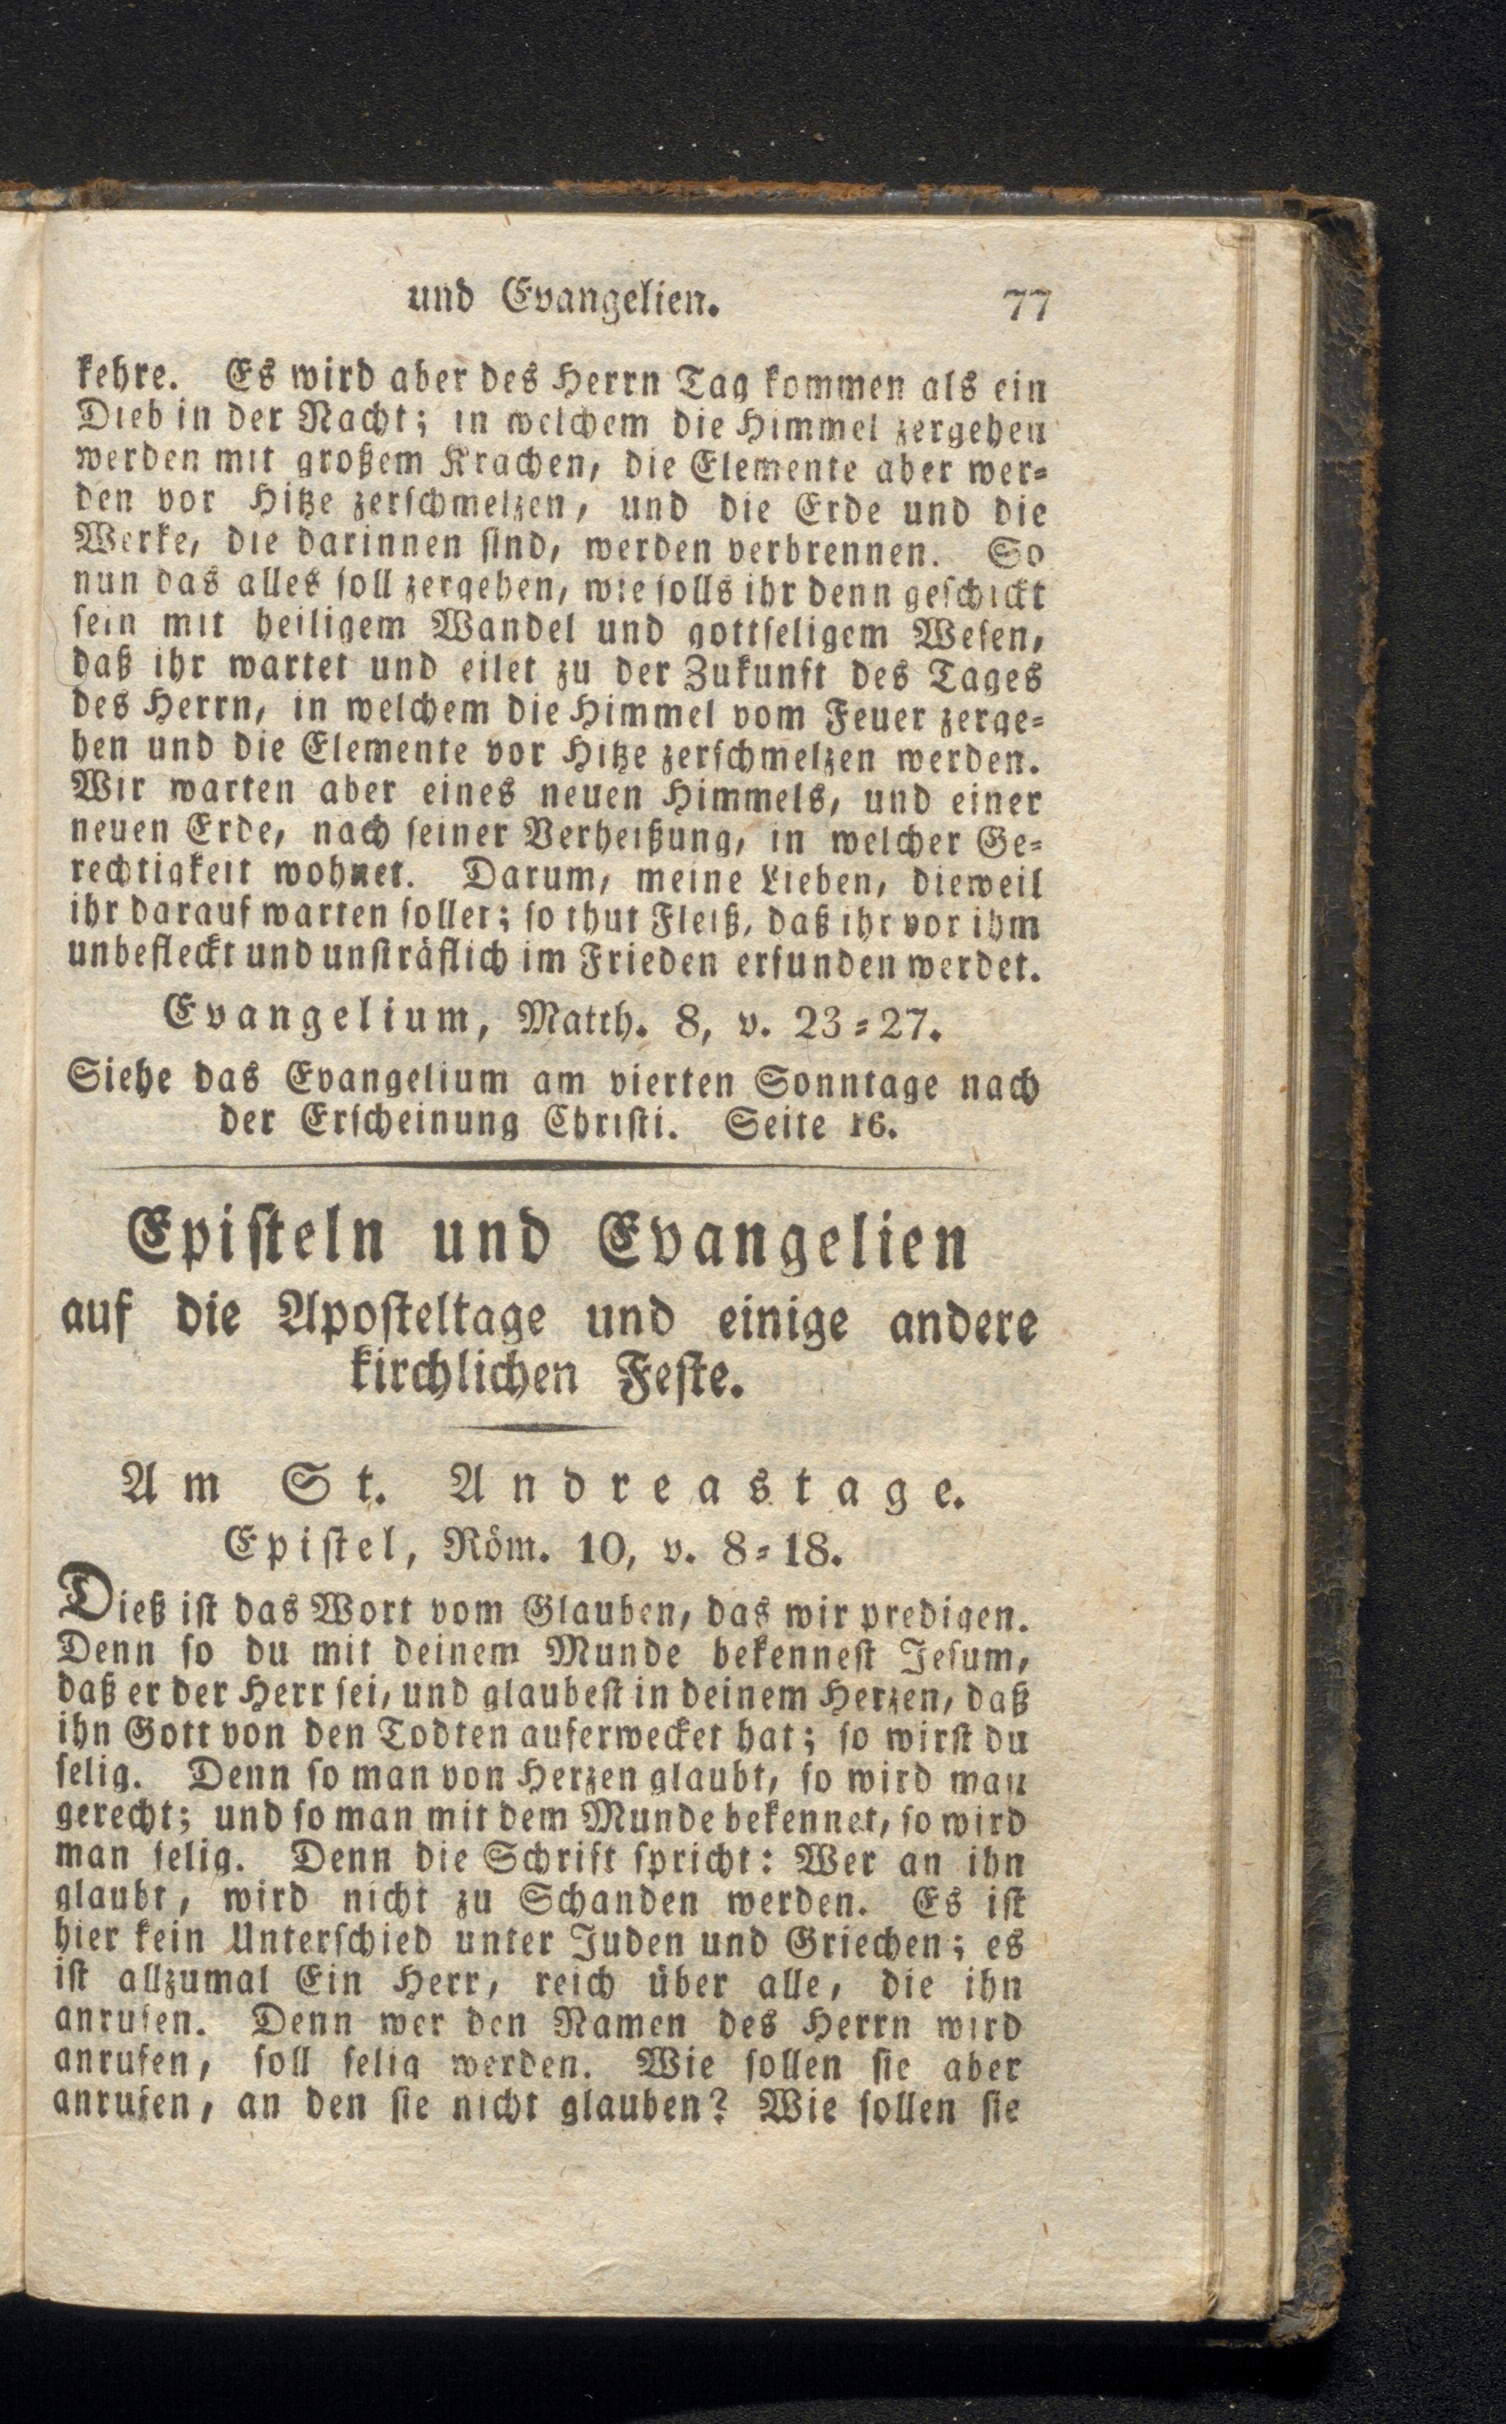 und Evangelien. 77
kehre. Es wird aber des Herrn Tag kommen als ein
Dieb in der Nacht; in welchem die Himmel zergehen
werden mit großem Krachen, die Elemente aber wer-
den vor Hitze zerschmelzen, und die Erde und die
Werke, die darinnen sind, werden verbrennen. So
nun das alles soll zergehen, wie solls ihr denn geschickt
sein mit heiligem Wandel und gottseligem Wesen,
daß ihr wartet und eilet zu der Zukunft des Tages
des Herrn, in welchem die Himmel vom Feuer zerge-
hen und die Elemente vor Hitze zerschmelzen werden.
Wir warten aber eines neuen Himmels, und einer
neuen Erde, nach seiner Verheißung, in welcher Ge-
rechtigkeit wohnet. Darum, meine Lieben, dieweil
ihr darauf warten sollet; so thut Fleiß, daß ihr vor ihm
unbefleckt und unsträflich im Frieden erfunden werdet.
Evangelium, Matth. 8, v. 23-27.
Siehe das Evangelium am vierten Sonntage nach
der Erscheinung Christi. Seite 16.
Episteln und Evangelien
auf die Aposteltage und einige andere
kirchlichen Feste.
Am St. Andreastage.
Epistel, Röm. 10, v. 8-18.
Dieß ist das Wort vom Glauben, das wir predigen.
Denn so du mit deinem Munde bekennest Jesum,
daß er der Herr sei, und glaubest in deinem Herzen, daß
ihn Gott von den Todten auferwecket hat; so wirst du
selig. Denn so man von Herzen glaubt, so wird man
gerecht; und so man mit dem Munde bekennet, so wird
man selig. Denn die Schrift spricht: Wer an ihn
glaubt, wird nicht zu Schanden werden. Es ist
hier kein Unterschied unter Juden und Griechen; es
ist allzumal Ein Herr, reich über alle, die ihn
anrufen. Denn wer den Namen des Herrn wird
anrufen, soll selig werden. Wie sollen sie aber
anrufen, an den sie nicht glauben? Wie sollen sie